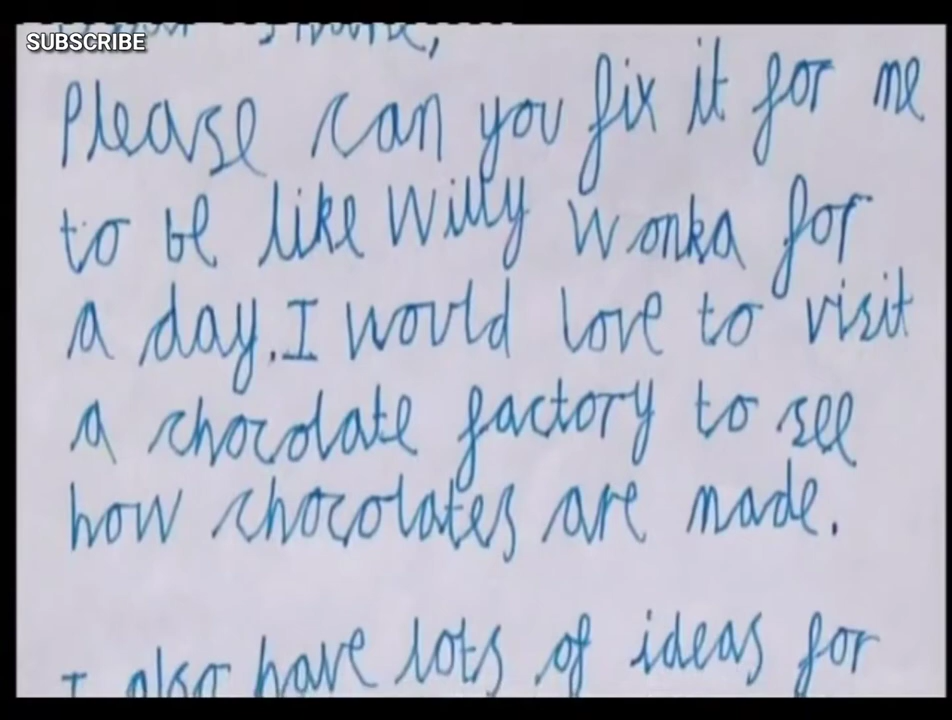 SUBSCRIBE
Please can you fix it for me
to be like Willy Wonka for
a day. I would love to visit
a chocolate factory to see
how chocolates are made.
I also have lots of ideas for